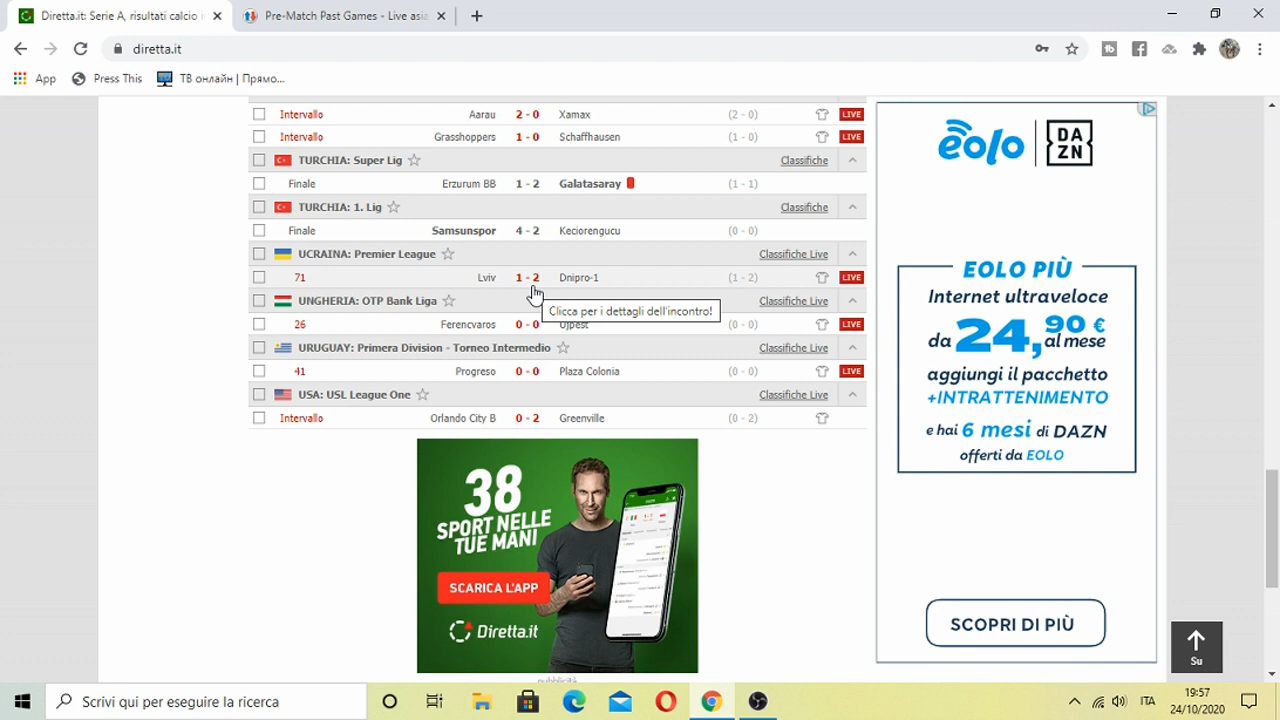 Diretta.it: Serie A, risultati calcio i
Pre-Match Past Games - Live asia
diretta.it
App
Press This
ТВ онлайн | Прямо...
Intervallo Aarau 2 - 0 Xamax (2 - 0) LIVE
Intervallo Grasshoppers 1 - 0 Schaffhausen (1 - 0) LIVE
TURCHIA: Super Lig Classifiche
Finale Erzurum BB 1 - 2 Galatasaray (1 - 1)
TURCHIA: 1. Lig Classifiche
Finale Samsunspor 4 - 2 Keciorengucu (0 - 0)
UCRAINA: Premier League Classifiche Live
71 Lviv 1 - 2 Dnipro-1 (1 - 2) LIVE
UNGHERIA: OTP Bank Liga Classifiche Live
Clicca per i dettagli dell'incontro!
26 Ferencvaros 0 - 0 Ujpest (0 - 0) LIVE
URUGUAY: Primera Division - Torneo Intermedio Classifiche Live
41 Progreso 0 - 0 Plaza Colonia (0 - 0) LIVE
USA: USL League One Classifiche Live
Intervallo Orlando City B 0 - 2 Greenville (0 - 2)
38
SPORT NELLE
TUE MANI
SCARICA L'APP
Diretta.it
pubblicità
eolo DAZN
EOLO PIÙ
Internet ultraveloce
da 24,90 € al mese
aggiungi il pacchetto
+INTRATTENIMENTO
e hai 6 mesi di DAZN
offerti da EOLO
SCOPRI DI PIÙ
Su
Scrivi qui per eseguire la ricerca
ITA
19:57
24/10/2020